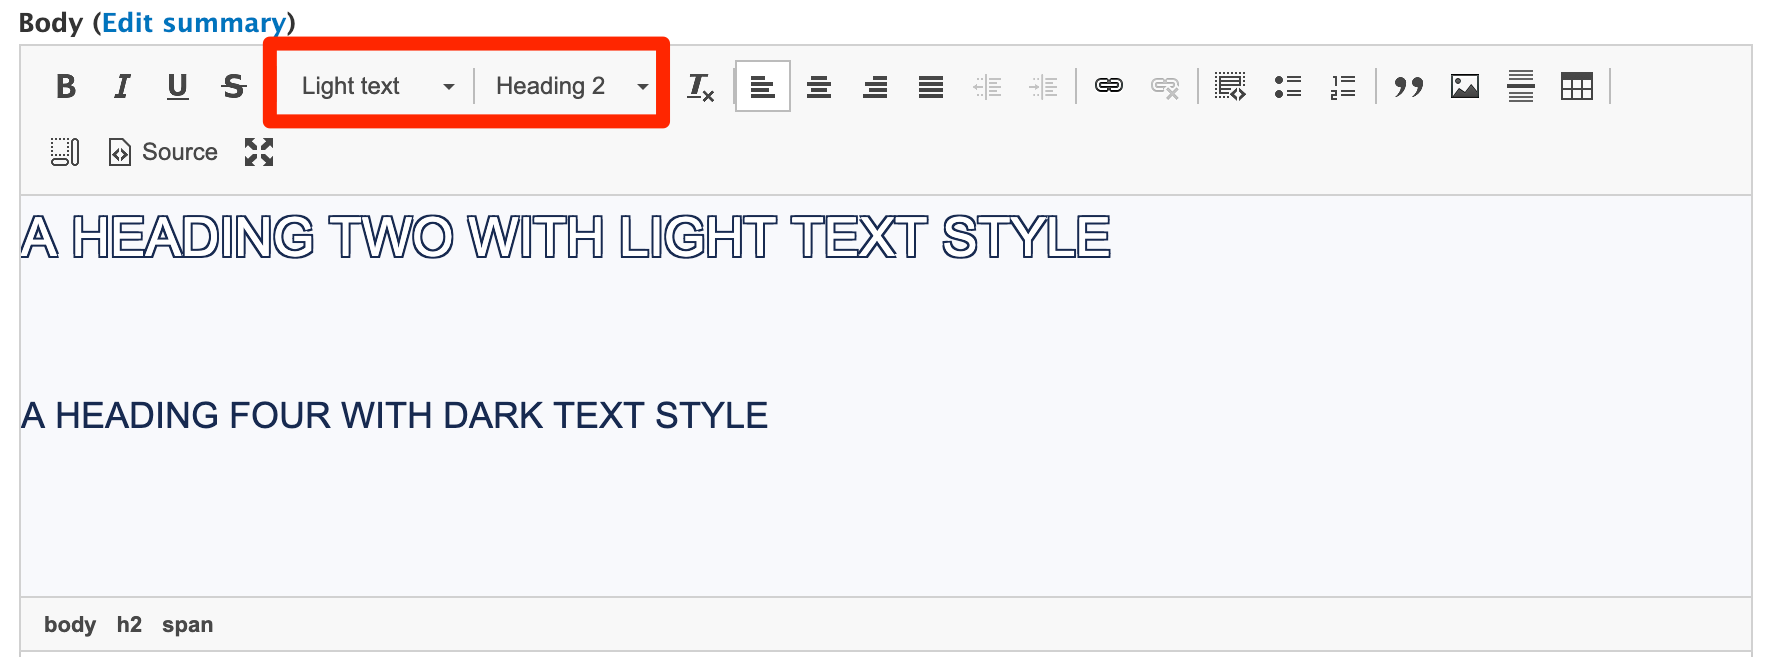 Body (Edit summary)
B I U S Light text Heading 2 Tx
Source
A HEADING TWO WITH LIGHT TEXT STYLE
A HEADING FOUR WITH DARK TEXT STYLE
body h2 span